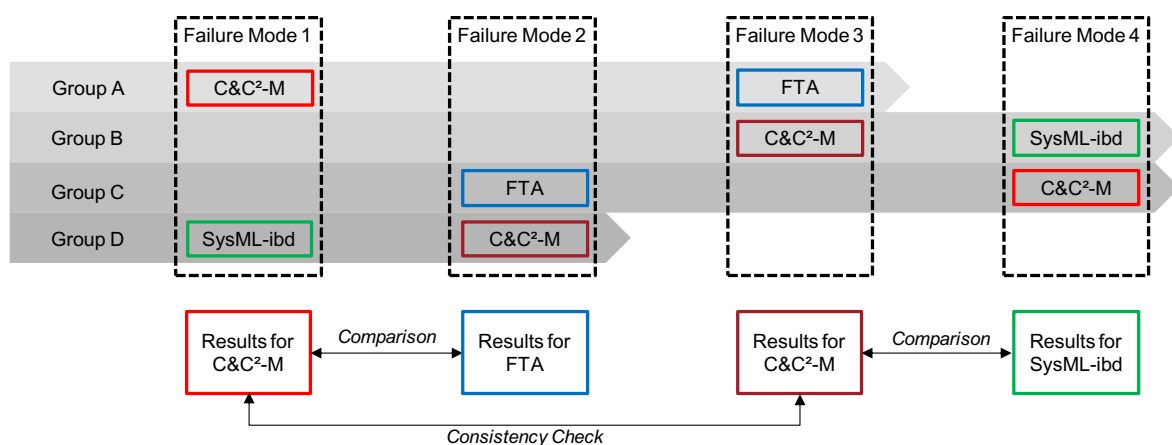 Failure Mode 1
Failure Mode 2
Failure Mode 3
Failure Mode 4
Group A
C&C²-M
FTA
Group B
C&C²-M
SysML-ibd
Group C
FTA
C&C²-M
Group D
SysML-ibd
C&C²-M
Results for
C&C²-M
Comparison
Results for
FTA
Results for
C&C²-M
Comparison
Results for
SysML-ibd
Consistency Check